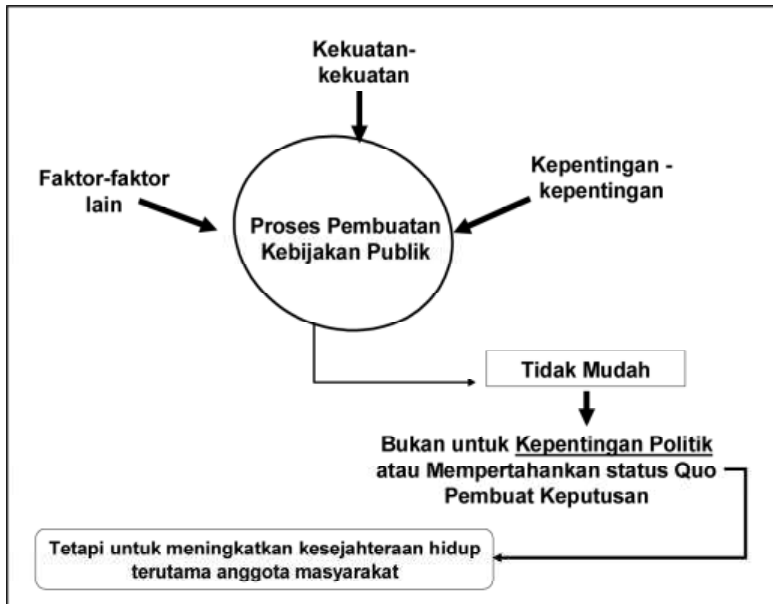 Kekuatan-
kekuatan
Faktor-faktor
lain
Kepentingan -
kepentingan
Proses Pembuatan
Kebijakan Publik
Tidak Mudah
Bukan untuk Kepentingan Politik
atau Mempertahankan status Quo
Pembuat Keputusan
Tetapi untuk meningkatkan kesejahteraan hidup
terutama anggota masyarakat